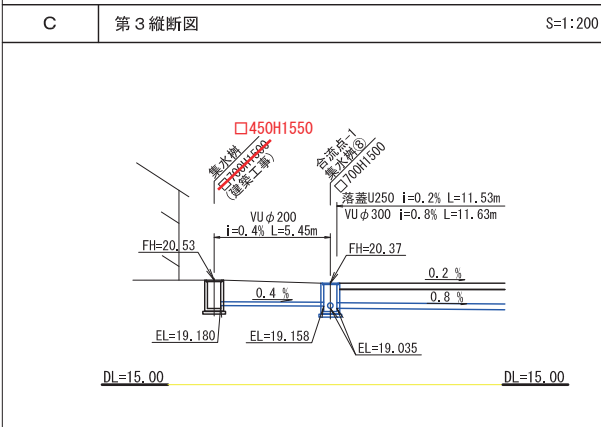 C
第3縦断図
S=1:200
□450H1550
集水桝
□700H1500
(建築工事)
合流点-1
集水桝⑧
□700H1500
落蓋U250 i=0.2% L=11.53m
VUφ300 i=0.8% L=11.63m
VUφ200
i=0.4% L=5.45m
FH=20.53
FH=20.37
0.2 %
0.4 %
0.8 %
EL=19.180
EL=19.158
EL=19.035
DL=15.00
DL=15.00